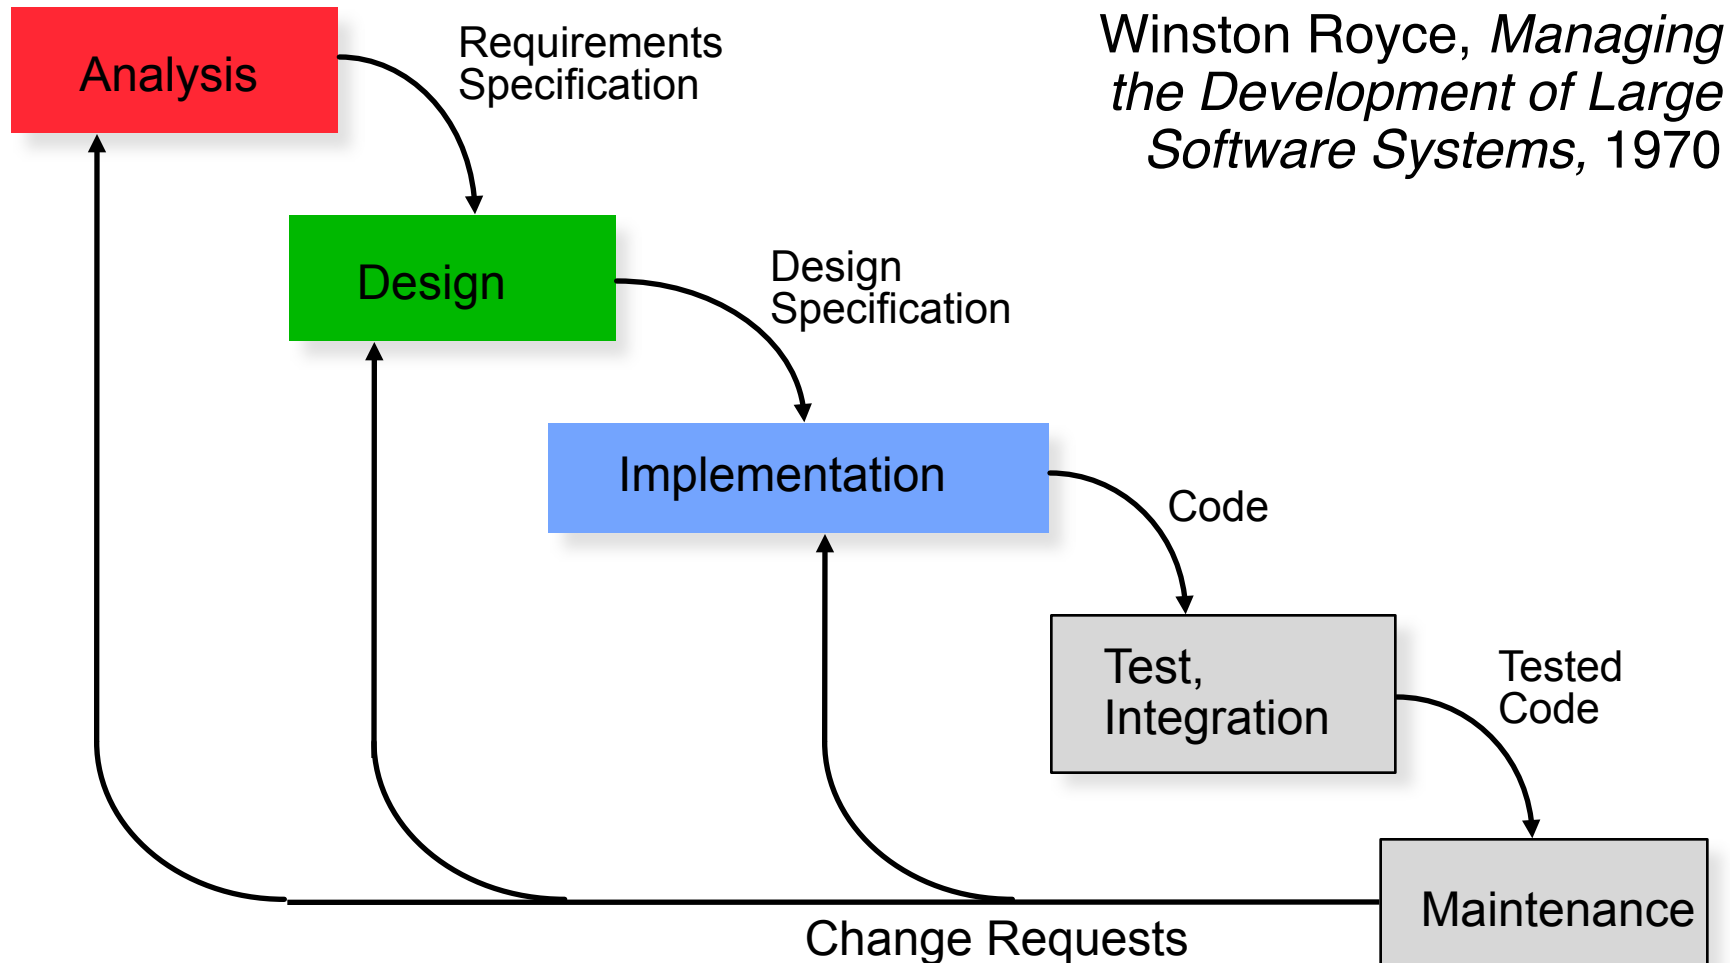 Winston Royce, Managing
the Development of Large
Software Systems, 1970
Analysis
Requirements
Specification
Design
Design
Specification
Implementation
Code
Test,
Integration
Tested
Code
Maintenance
Change Requests